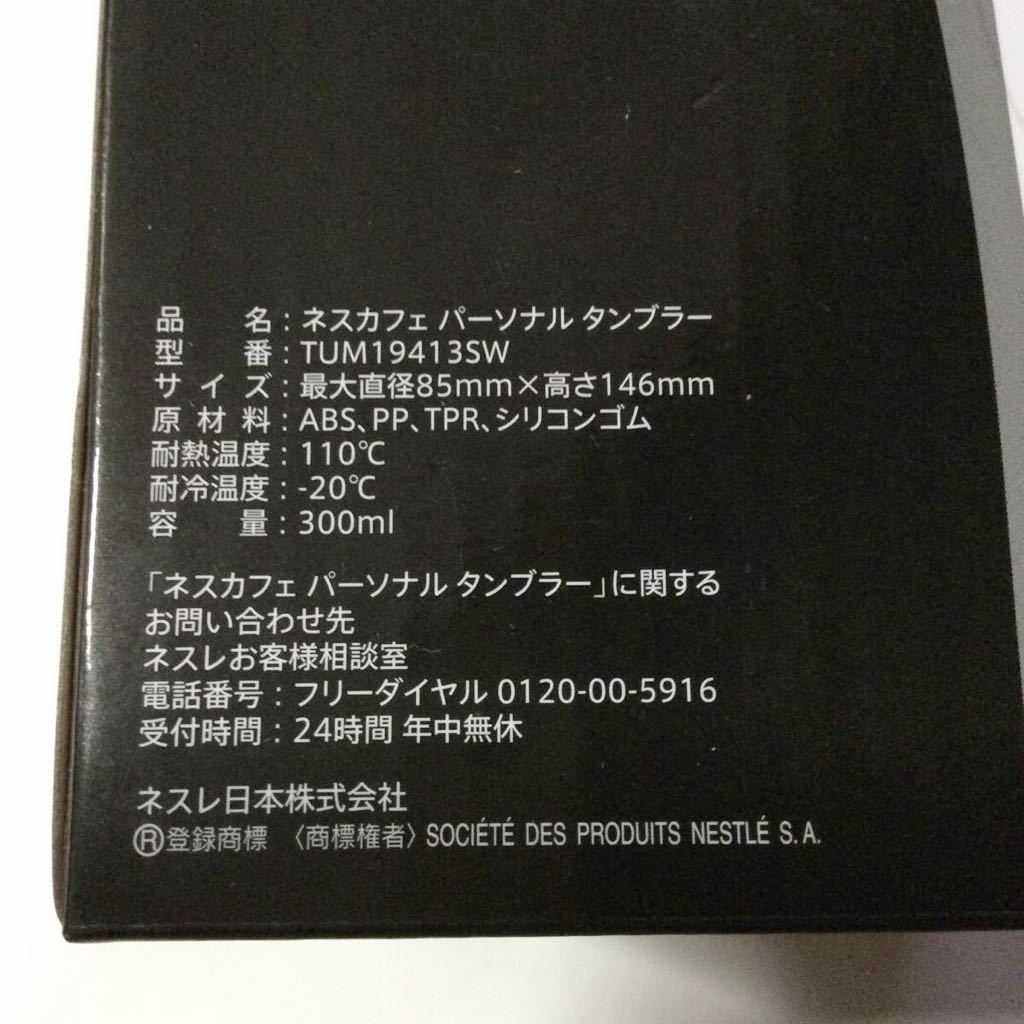 品名：ネスカフェ パーソナル タンブラー
型番：TUM19413SW
サイズ：最大直径85mm×高さ146mm
原材料：ABS、PP、TPR、シリコンゴム
耐熱温度：110℃
耐冷温度：-20℃
容量：300ml
「ネスカフェ パーソナル タンブラー」に関する
お問い合わせ先
ネスレお客様相談室
電話番号：フリーダイヤル 0120-00-5916
受付時間：24時間 年中無休
ネスレ日本株式会社
®登録商標 〈商標権者〉SOCIÉTÉ DES PRODUITS NESTLÉ S.A.